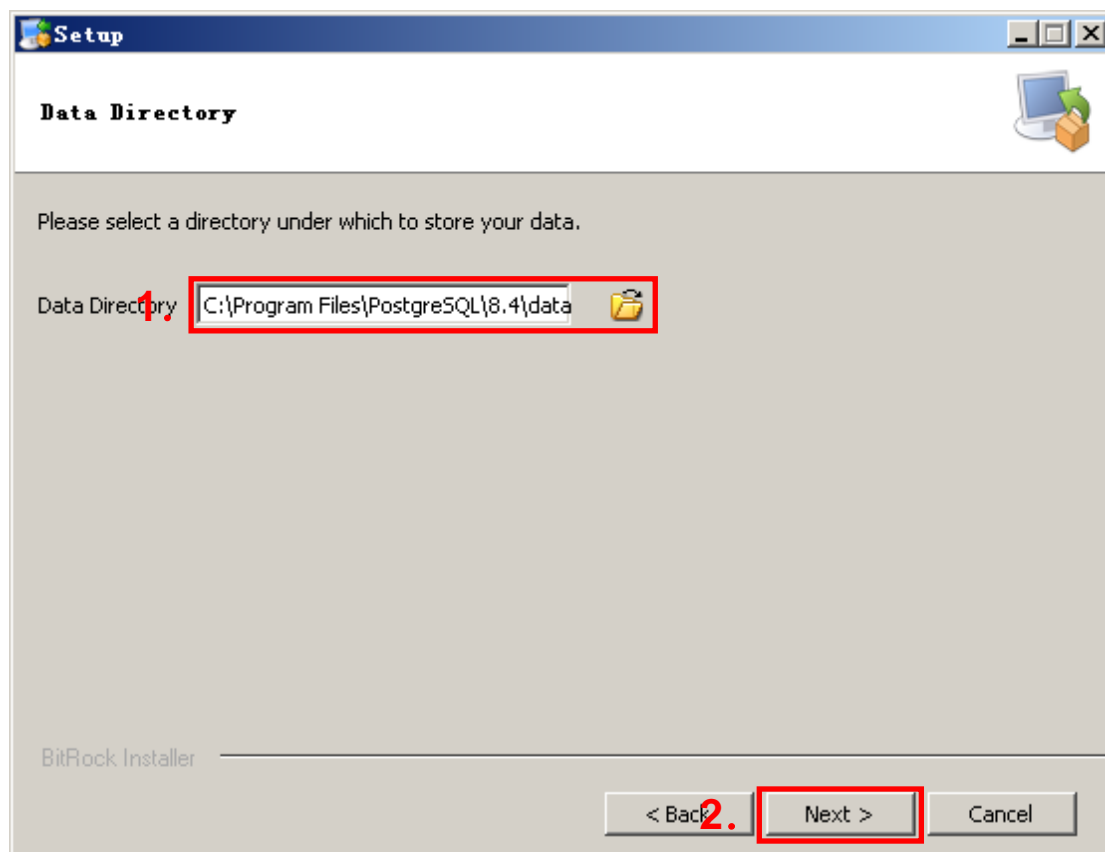 Setup
Data Directory
Please select a directory under which to store your data.
Data Directory 1. C:\Program Files\PostgreSQL\8.4\data
BitRock Installer
< Back 2. Next > Cancel